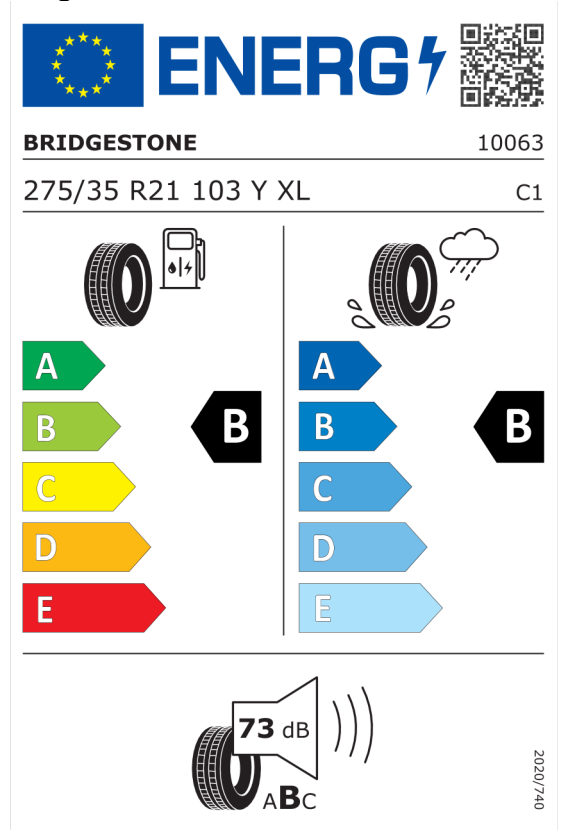 ENERG
BRIDGESTONE 10063
275/35 R21 103 Y XL C1
A A
B B B B
C C
D D
E E
73 dB
ABC
2020/740